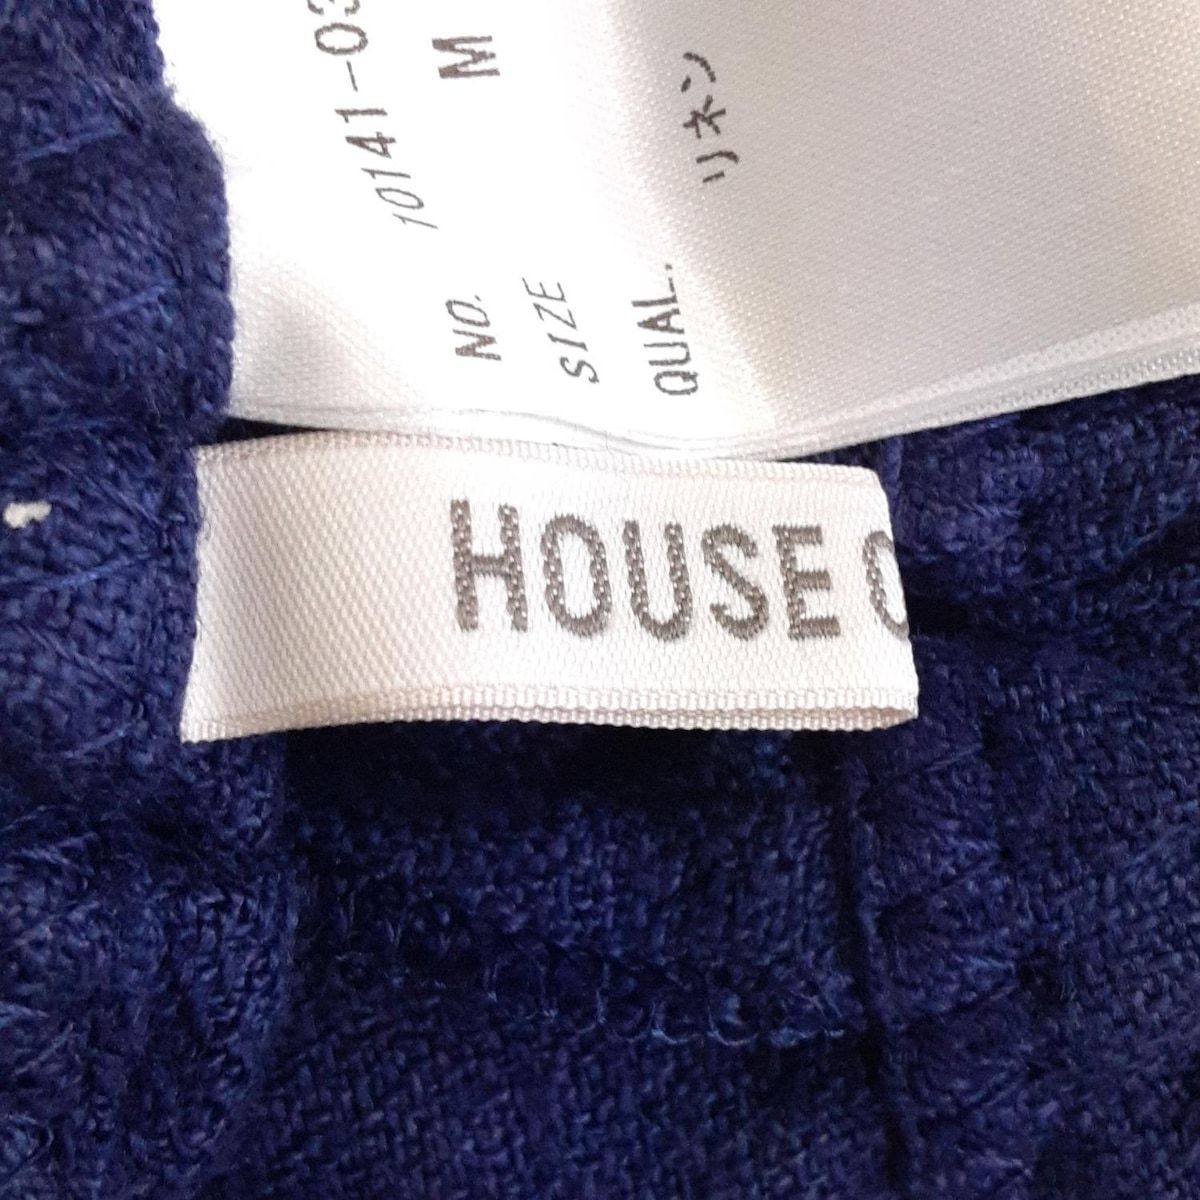 NO. 10141-03
SIZE M
QUAL. リネン
HOUSE